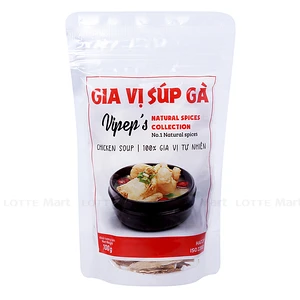 GIA VỊ SÚP GÀ
Vipep's NATURAL SPICES
COLLECTION
No.1 Natural spices
CHICKEN SOUP | 100% GIA VỊ TỰ NHIÊN
LOTTE Mart
100g
ISO